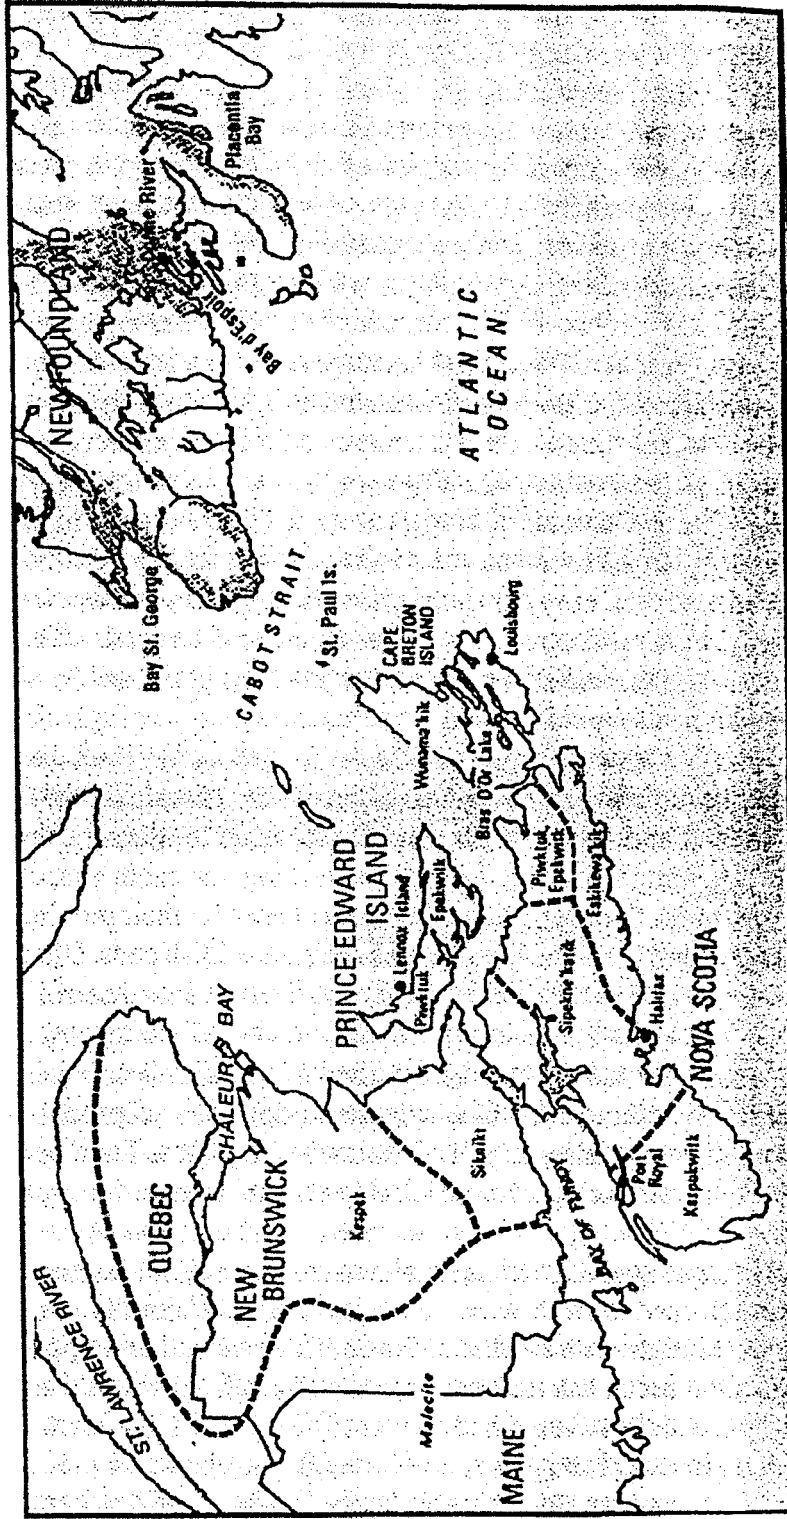 ST. LAWRENCE RIVER
QUEBEC
CHALEUR BAY
NEW
BRUNSWICK
Kespek
Siknikt
Malecite
MAINE
BAY OF FUNDY
Port
Royal
Kespukwitk
NOVA SCOTIA
Halifax
Sipekne'katik
Eskikewa'kik
Piwktuk
Epekwitk
PRINCE EDWARD
ISLAND
Lennox Island
Piwktuk
Epekwitk
Wunama'kik
Bras D'Or Lake
CAPE
BRETON
ISLAND
Louisbourg
St. Paul Is.
CABOT STRAIT
Bay St. George
NEWFOUNDLAND
River
Bay d'Espoir
Placentia
Bay
ATLANTIC
OCEAN